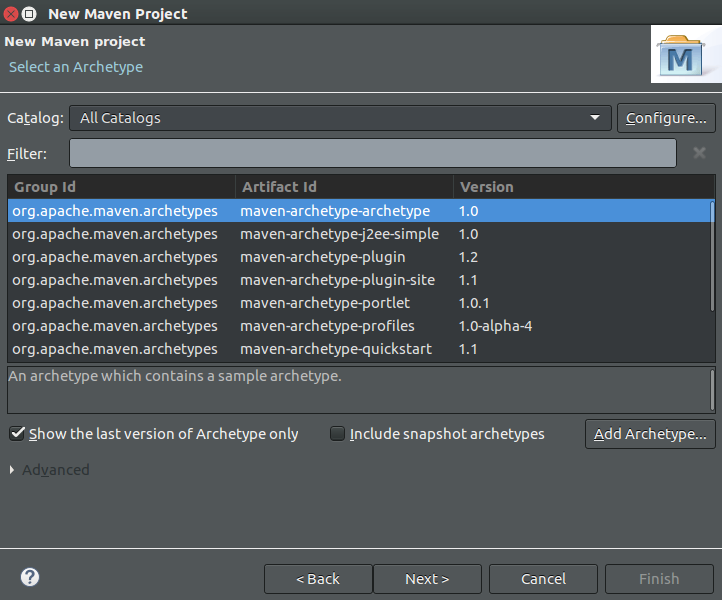 New Maven Project
New Maven project
Select an Archetype
M
Catalog: All Catalogs Configure...
Filter:
Group Id Artifact Id Version
org.apache.maven.archetypes maven-archetype-archetype 1.0
org.apache.maven.archetypes maven-archetype-j2ee-simple 1.0
org.apache.maven.archetypes maven-archetype-plugin 1.2
org.apache.maven.archetypes maven-archetype-plugin-site 1.1
org.apache.maven.archetypes maven-archetype-portlet 1.0.1
org.apache.maven.archetypes maven-archetype-profiles 1.0-alpha-4
org.apache.maven.archetypes maven-archetype-quickstart 1.1
An archetype which contains a sample archetype.
Show the last version of Archetype only Include snapshot archetypes Add Archetype...
Advanced
? < Back Next > Cancel Finish